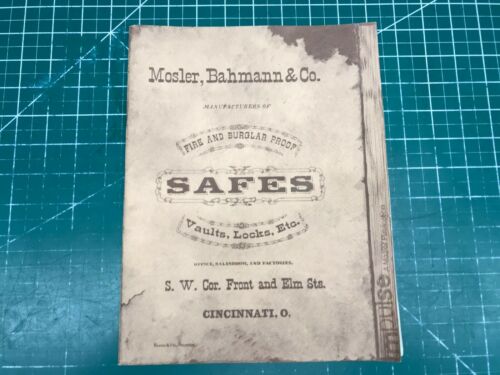 Mosler, Bahmann & Co.
MANUFACTURERS OF
FIRE AND BURGLAR PROOF
SAFES
Vaults, Locks, Etc.
OFFICE, SALESROOM, AND FACTORIES,
S. W. Cor. Front and Elm Sts.
CINCINNATI, O.
impulse